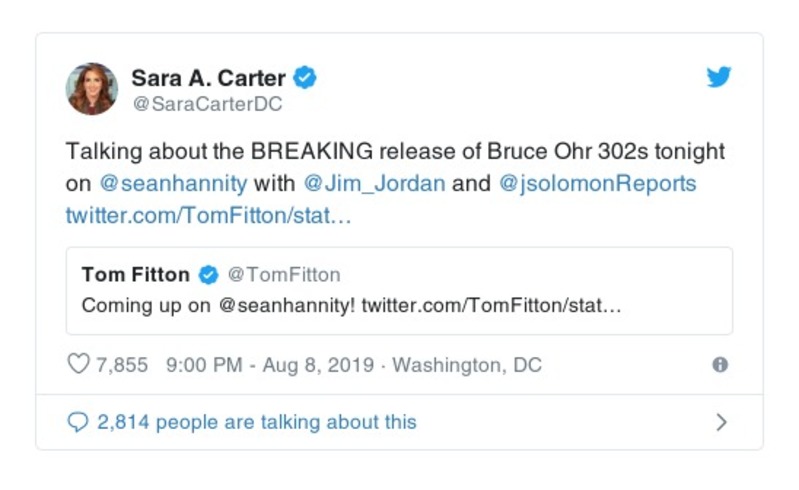 Sara A. Carter
@SaraCarterDC
Talking about the BREAKING release of Bruce Ohr 302s tonight
on @seanhannity with @Jim_Jordan and @jsolomonReports
twitter.com/TomFitton/stat…
Tom Fitton @TomFitton
Coming up on @seanhannity! twitter.com/TomFitton/stat…
7,855 9:00 PM - Aug 8, 2019 · Washington, DC
2,814 people are talking about this